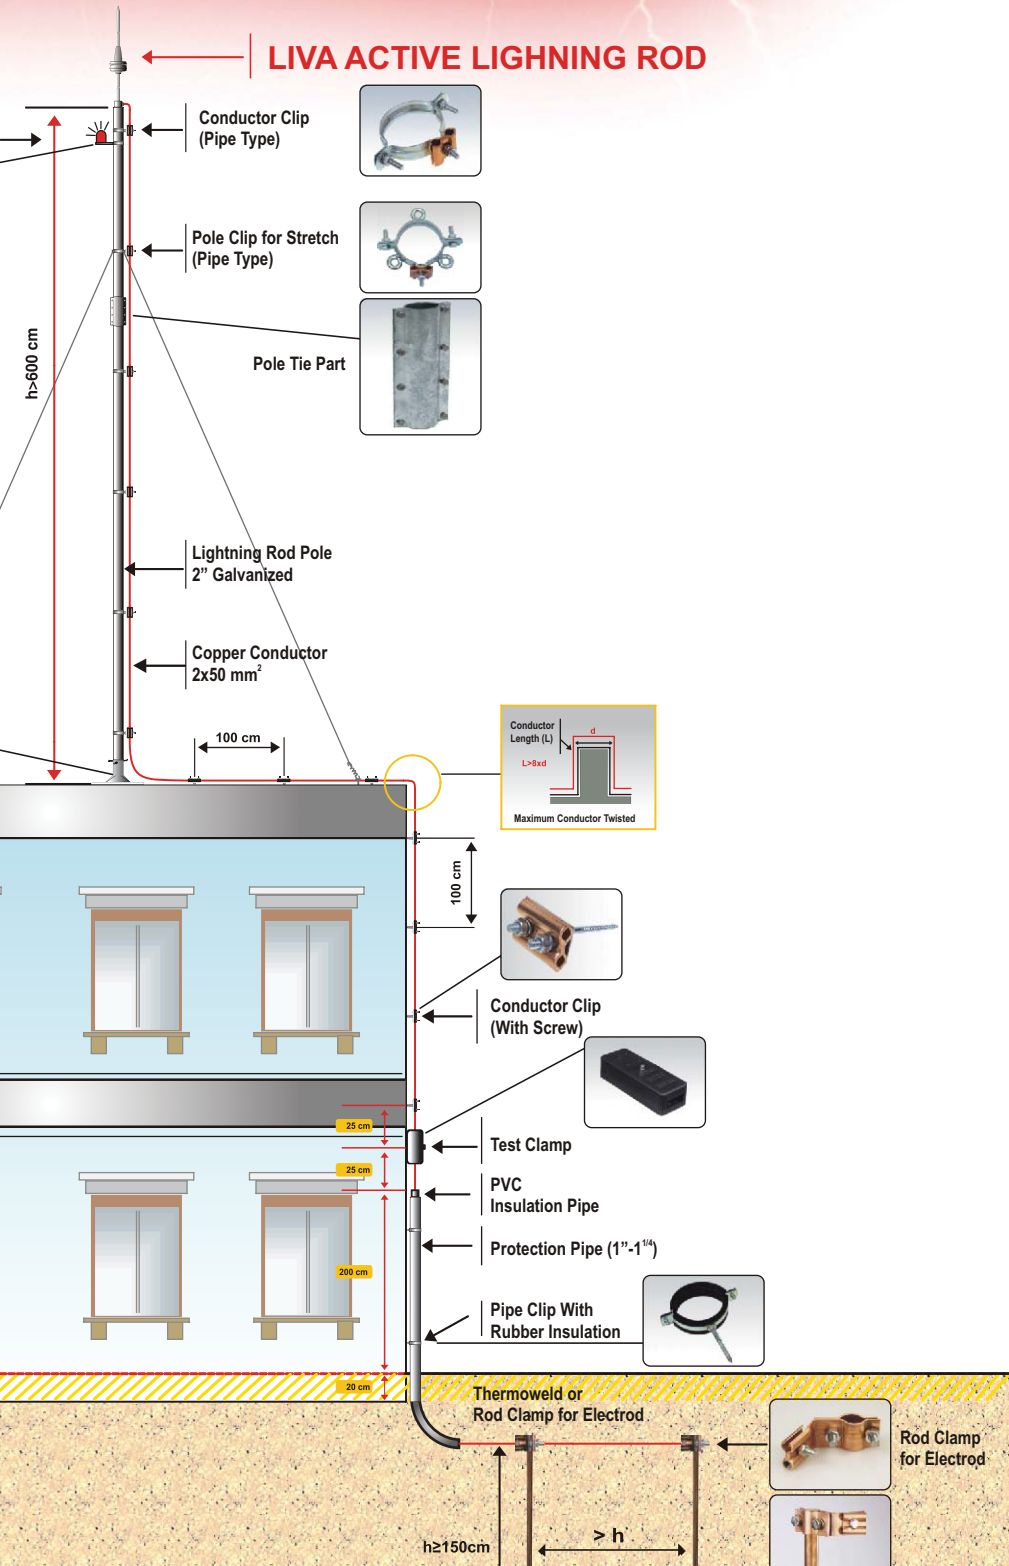 LIVA ACTIVE LIGHNING ROD
Conductor Clip
(Pipe Type)
Pole Clip for Stretch
(Pipe Type)
Pole Tie Part
h>600 cm
Lightning Rod Pole
2” Galvanized
Copper Conductor
2x50 mm²
100 cm
Conductor
Length (L)
d
L>8xd
Maximum Conductor Twisted
100 cm
Conductor Clip
(With Screw)
25 cm
Test Clamp
25 cm
PVC
Insulation Pipe
Protection Pipe (1”-1¹/⁴)
200 cm
Pipe Clip With
Rubber Insulation
20 cm
Thermoweld or
Rod Clamp for Electrod
Rod Clamp
for Electrod
h≥150cm
> h